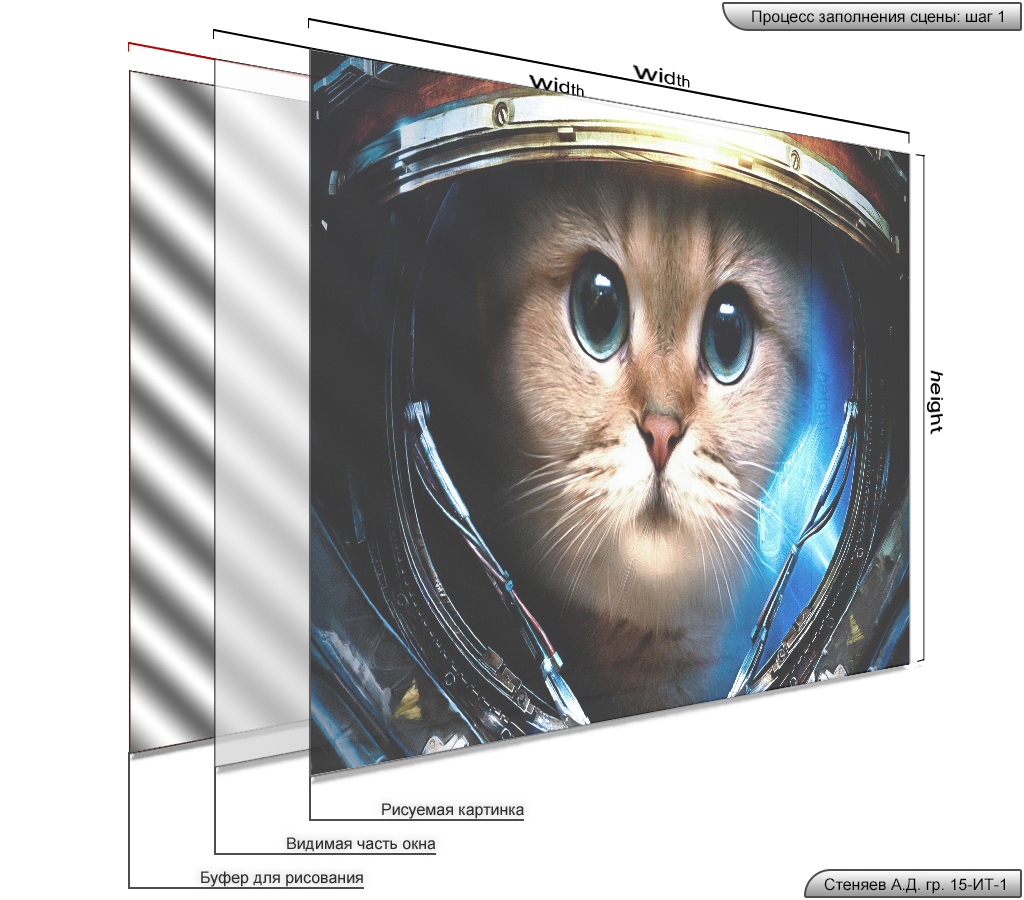 Процесс заполнения сцены: шаг 1
Width
Width
height
Рисуемая картинка
Видимая часть окна
Буфер для рисования
Стеняев А.Д. гр. 15-ИТ-1